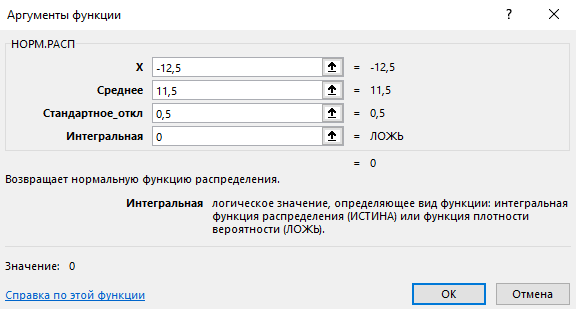 Аргументы функции ? ×
НОРМ.РАСП
X -12,5 = -12,5
Среднее 11,5 = 11,5
Стандартное_откл 0,5 = 0,5
Интегральная 0 = ЛОЖЬ
= 0
Возвращает нормальную функцию распределения.
Интегральная логическое значение, определяющее вид функции: интегральная
функция распределения (ИСТИНА) или функция плотности
вероятности (ЛОЖЬ).
Значение: 0
Справка по этой функции ОК Отмена